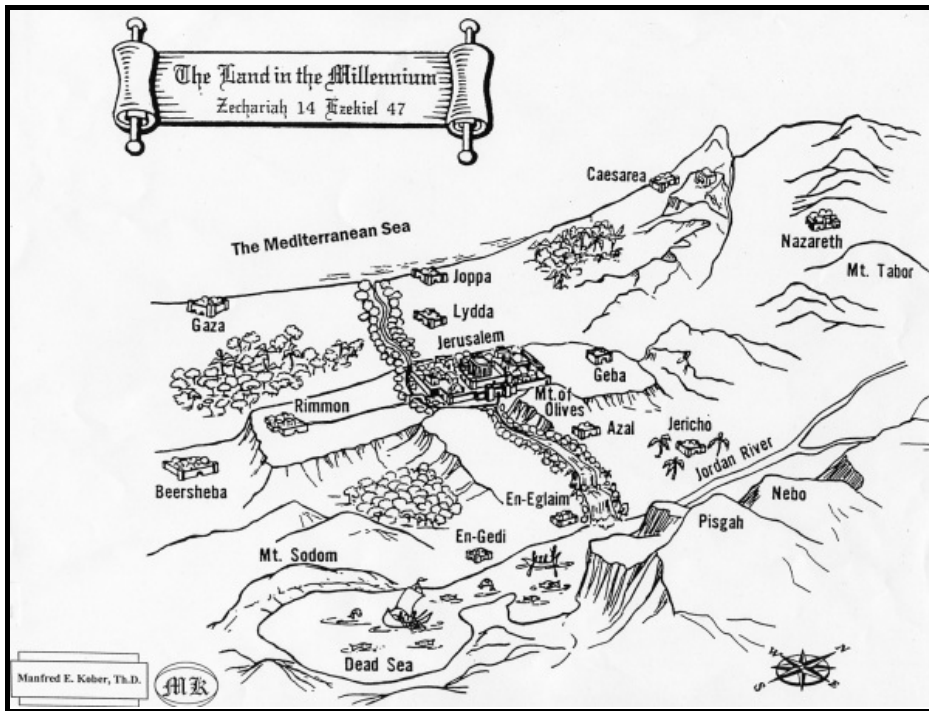 The Land in the Millennium
Zechariah 14 Ezekiel 47
Caesarea
Nazareth
The Mediterranean Sea
Mt. Tabor
Joppa
Gaza
Lydda
Jerusalem
Geba
Mt. of
Olives
Rimmon
Azal
Jericho
Jordan River
Beersheba
En-Eglaim
Nebo
Pisgah
En-Gedi
Mt. Sodom
Dead Sea
Manfred E. Kober, Th.D.
MK
W N
S E